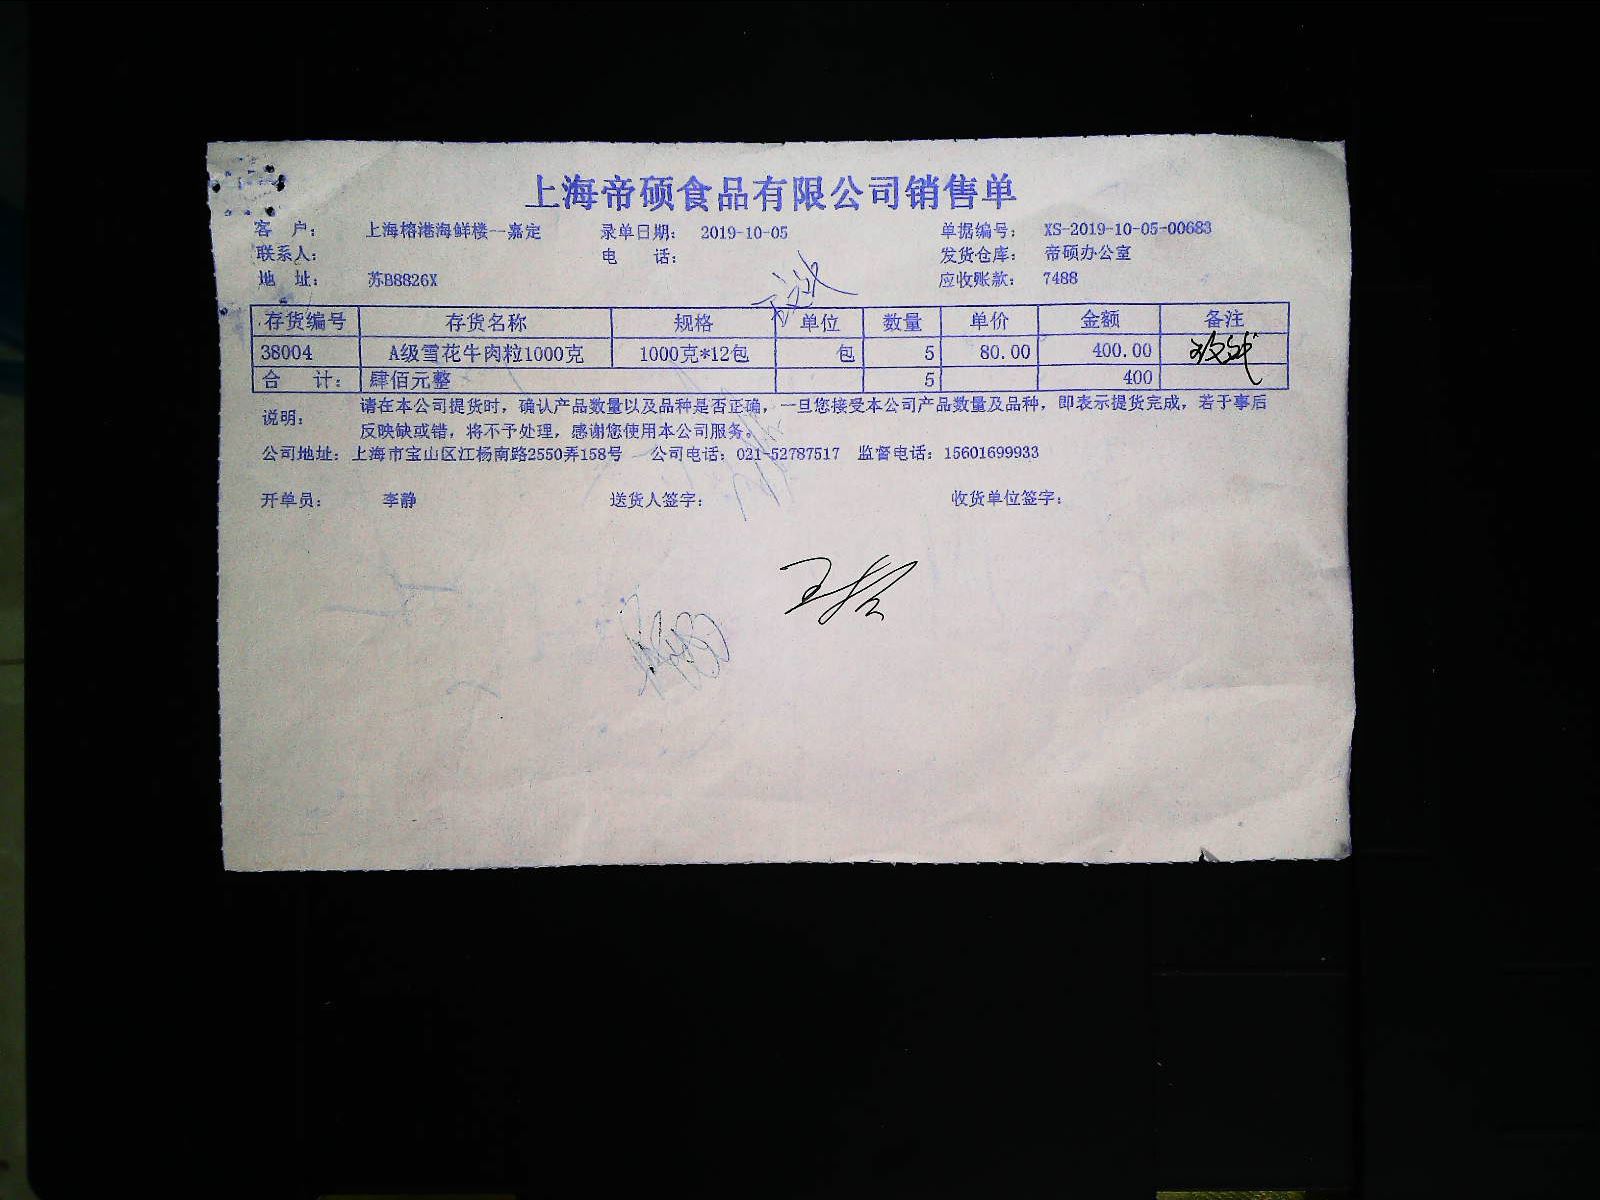 上海帝硕食品有限公司销售单
客 户： 上海榕港海鲜楼--嘉定 录单日期： 2019-10-05 单据编号： XS-2019-10-05-00683
联系人： 电 话： 发货仓库： 帝硕办公室
地 址： 苏B8826X 应收账款： 7488
存货编号 存货名称 规格 单位 数量 单价 金额 备注
38004 A级雪花牛肉粒1000克 1000克*12包 包 5 80.00 400.00
合 计： 肆佰元整 5 400
说明： 请在本公司提货时，确认产品数量以及品种是否正确，一旦您接受本公司产品数量及品种，即表示提货完成，若于事后
反映缺或错，将不予处理，感谢您使用本公司服务。
公司地址：上海市宝山区江杨南路2550弄158号 公司电话：021-52787517 监督电话：15601699933
开单员： 李静 送货人签字： 收货单位签字：